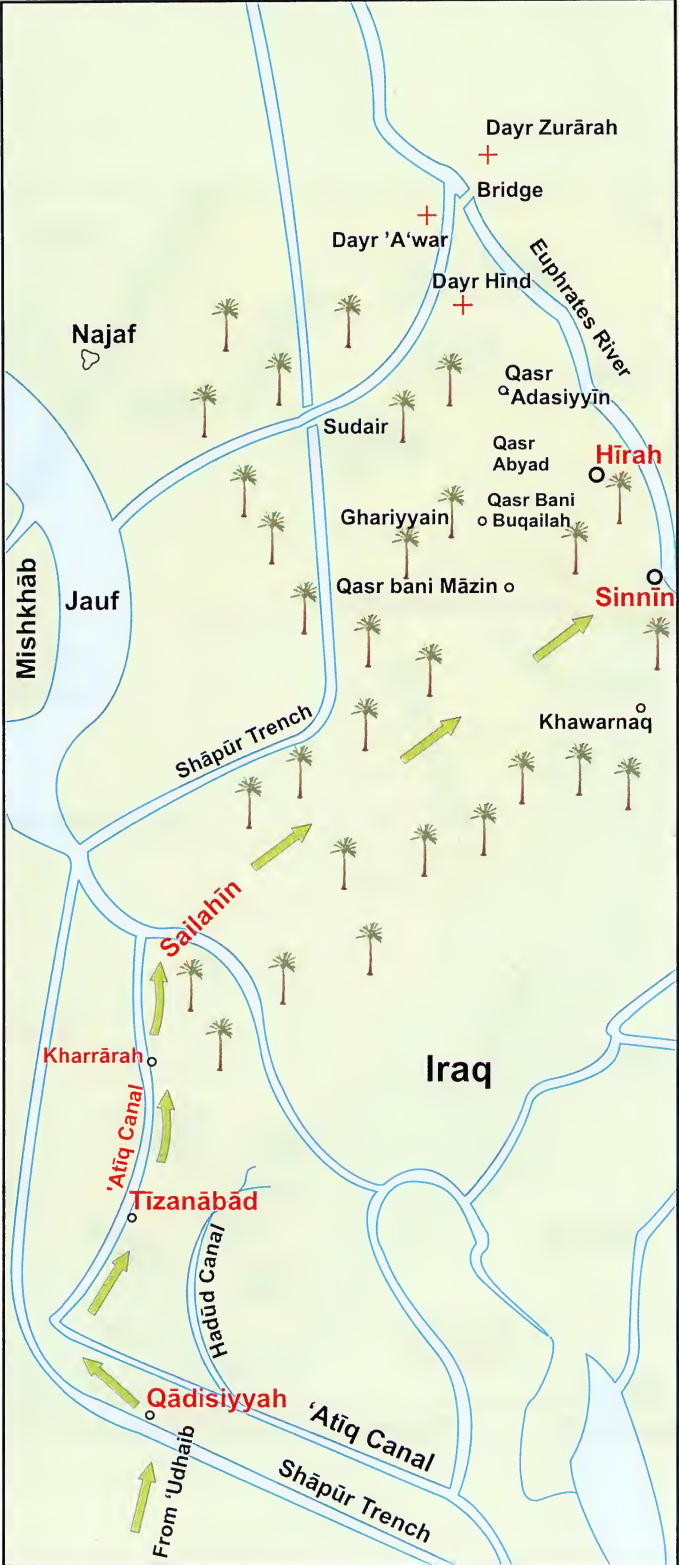 Dayr Zurārah
Bridge
Dayr ’A‘war
Dayr Hīnd
Euphrates River
Najaf
Qasr
Adasiyyīn
Sudair
Qasr
Abyad
Hīrah
Ghariyyain
Qasr Bani
Buqailah
Mishkhāb
Jauf
Qasr bani Māzin
Sinnīn
Khawarnaq
Shāpūr Trench
Sailahīn
Kharrārah
Iraq
’Atīq Canal
Tīzanābād
Hadūd Canal
Qādisiyyah
‘Atīq Canal
Shāpūr Trench
From ‘Udhaib